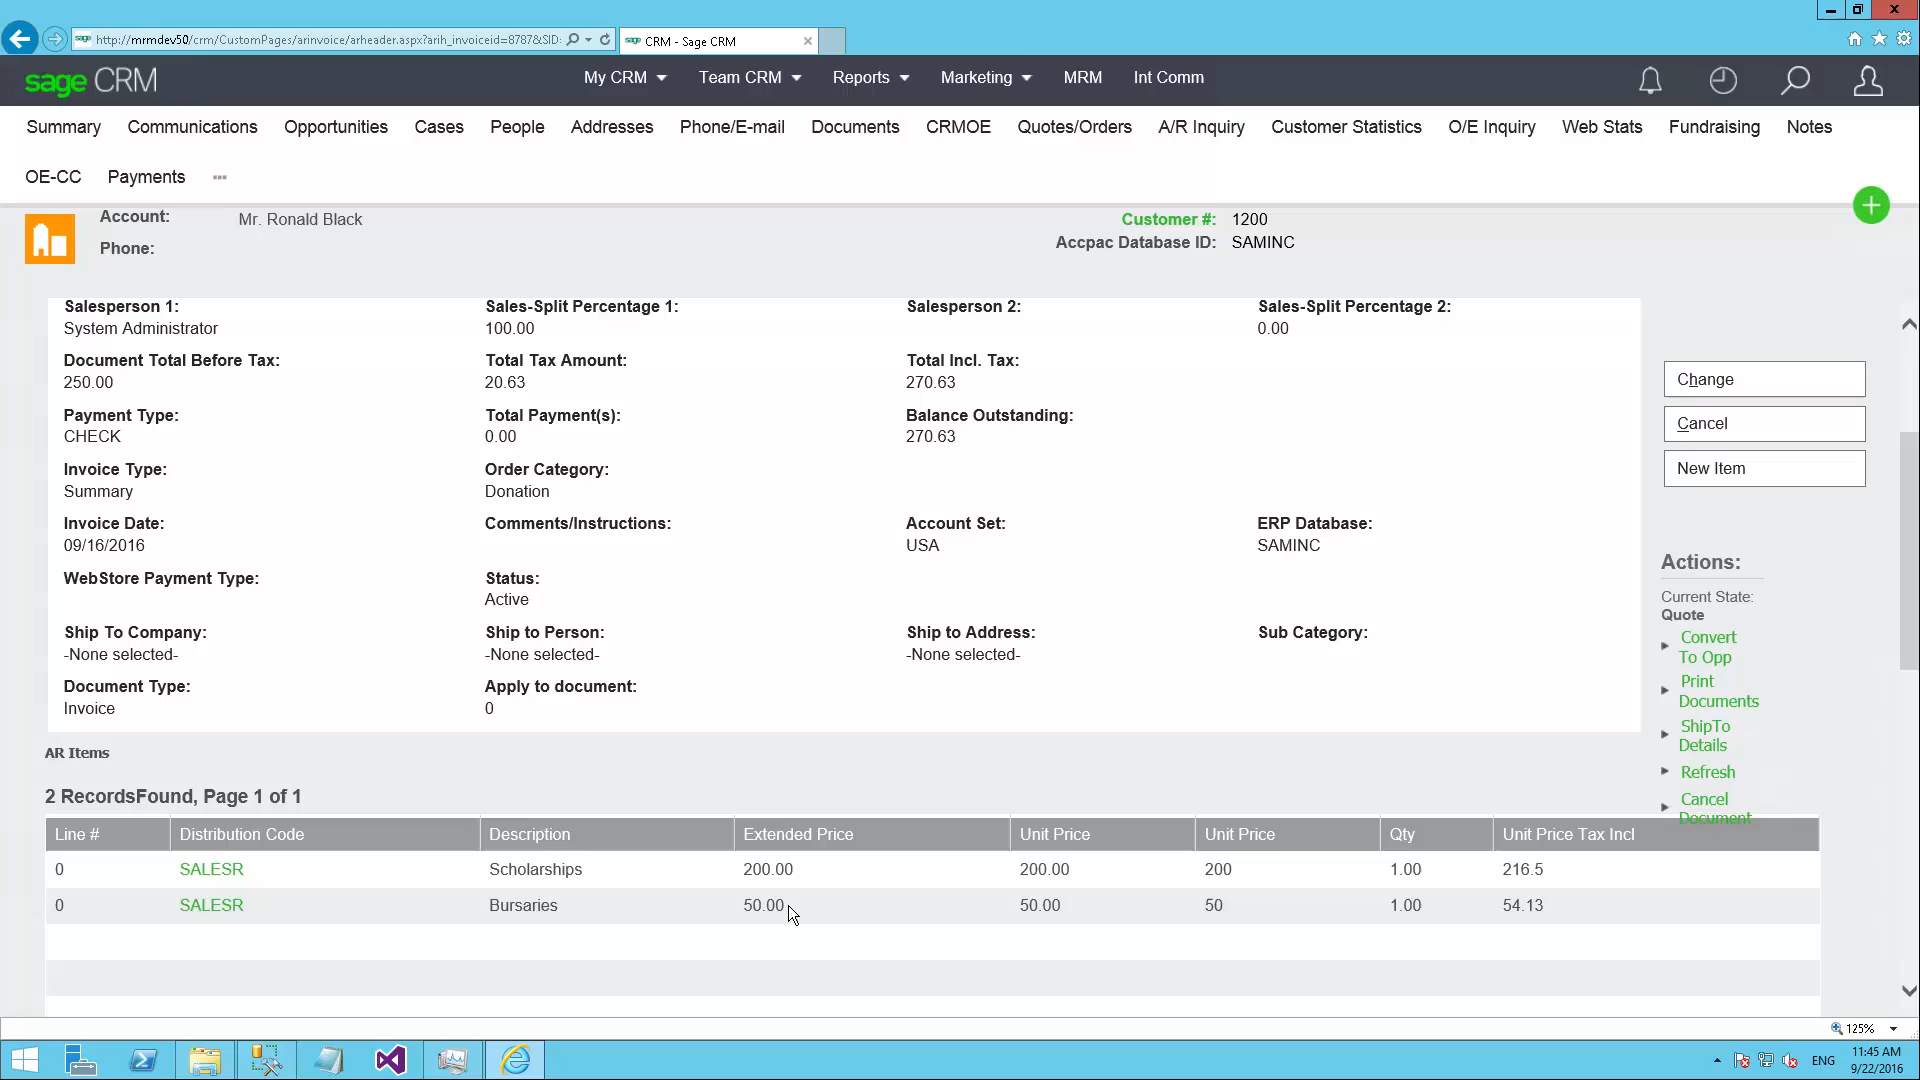 http://mrmdev50/crm/CustomPages/arinvoice/arheader.aspx?arih_invoiceid=8787&SID:
CRM - Sage CRM
sage CRM
My CRM
Team CRM
Reports
Marketing
MRM
Int Comm
Summary
Communications
Opportunities
Cases
People
Addresses
Phone/E-mail
Documents
CRMOE
Quotes/Orders
A/R Inquiry
Customer Statistics
O/E Inquiry
Web Stats
Fundraising
Notes
OE-CC
Payments
Account: Mr. Ronald Black
Customer #: 1200
Phone:
Accpac Database ID: SAMINC
Salesperson 1: Sales-Split Percentage 1: Salesperson 2: Sales-Split Percentage 2:
System Administrator 100.00 0.00
Document Total Before Tax: Total Tax Amount: Total Incl. Tax:
250.00 20.63 270.63
Payment Type: Total Payment(s): Balance Outstanding:
CHECK 0.00 270.63
Invoice Type: Order Category:
Summary Donation
Invoice Date: Comments/Instructions: Account Set: ERP Database:
09/16/2016 USA SAMINC
WebStore Payment Type: Status:
Active
Ship To Company: Ship to Person: Ship to Address: Sub Category:
-None selected- -None selected- -None selected-
Document Type: Apply to document:
Invoice 0
Change
Cancel
New Item
Actions:
Current State:
Quote
Convert
To Opp
Print
Documents
ShipTo
Details
Refresh
Cancel
Document
AR Items
2 RecordsFound, Page 1 of 1
Line # Distribution Code Description Extended Price Unit Price Unit Price Qty Unit Price Tax Incl
0 SALESR Scholarships 200.00 200.00 200 1.00 216.5
0 SALESR Bursaries 50.00 50.00 50 1.00 54.13
125%
ENG
11:45 AM
9/22/2016